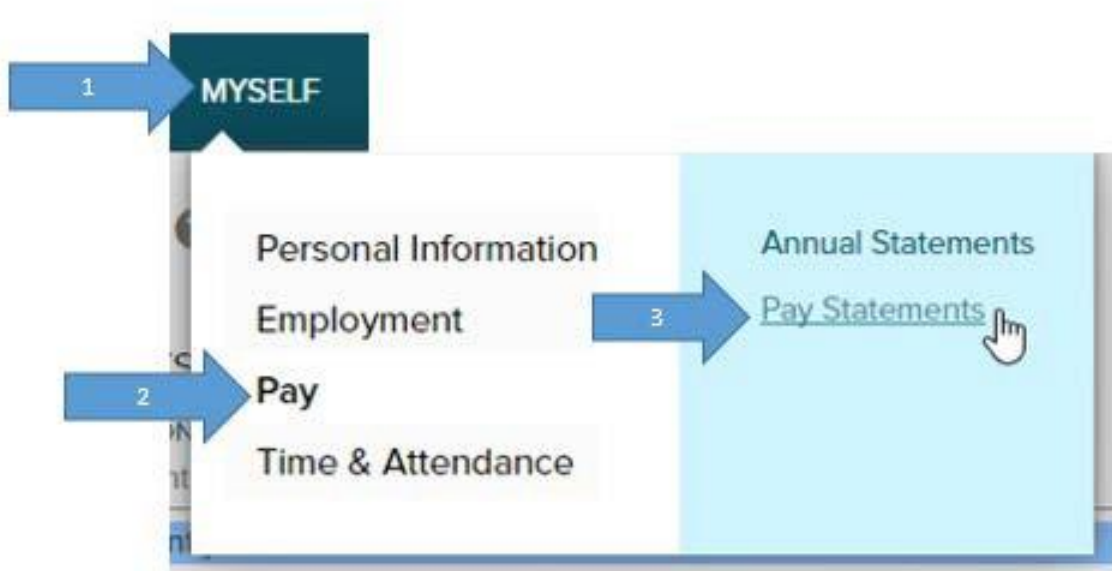 1
MYSELF
Personal Information
Employment
2
Pay
Time & Attendance
Annual Statements
3
Pay Statements